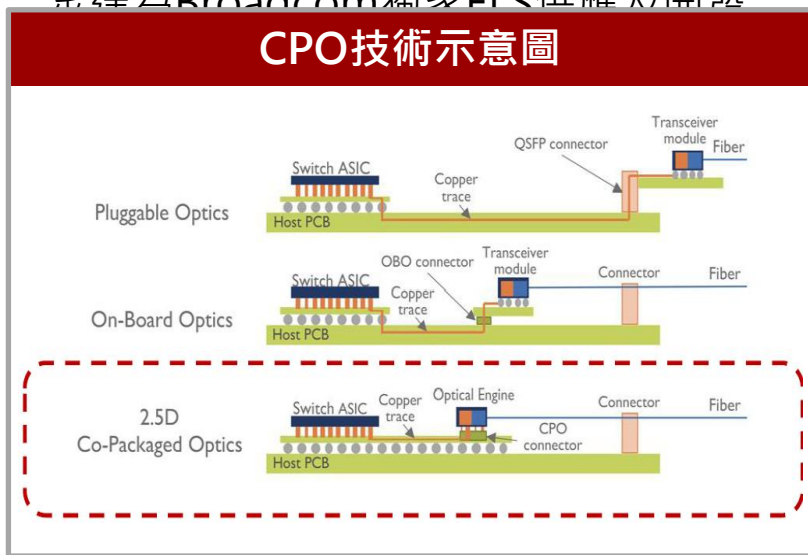 CPO技術示意圖
Transceiver
module
Fiber
QSFP connector
Switch ASIC
Copper
trace
Pluggable Optics
Host PCB
Transceiver
module
OBO connector
Connector
Fiber
Switch ASIC
Copper
trace
On-Board Optics
Host PCB
Optical Engine
Connector
Fiber
Switch ASIC
Copper
trace
2.5D
Co-Packaged Optics
CPO
connector
Host PCB